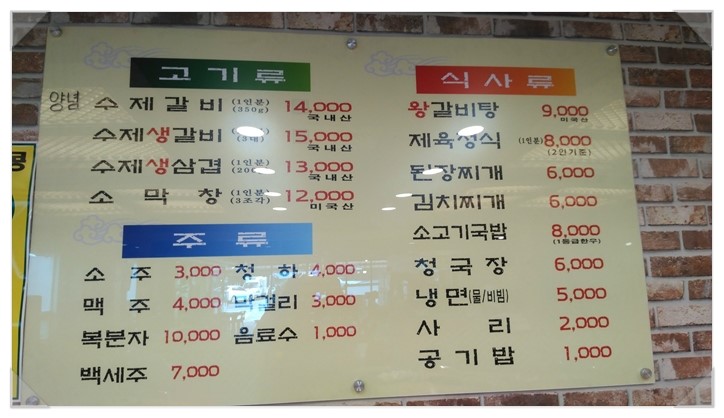 고기류
양념 수제갈비 (1인분) (350g) 14,000 국내산
수제생갈비 15,000 국내산
수제생삼겹 (1인분) 13,000 국내산
소막창 (1인분) (3조각) 12,000 미국산
주류
소주 3,000 청하 4,000
맥주 4,000 막걸리 3,000
복분자 10,000 음료수 1,000
백세주 7,000
식사류
왕갈비탕 9,000 미국산
제육정식 (1인분) 8,000 (2인기준)
된장찌개 6,000
김치찌개 6,000
소고기국밥 8,000 (1등급한우)
청국장 6,000
냉면(물/비빔) 5,000
사리 2,000
공기밥 1,000